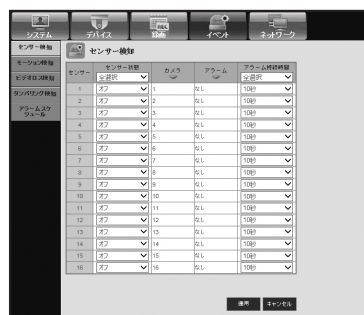 システム デバイス 録画 イベント ネットワーク
センサー検知
モーション検知
ビデオロス検知
タンパリング検知
アラームスケジュール
センサー検知
センサー センサー状態 カメラ アラーム アラーム持続時間
全選択 全選択
1 オフ 1 なし 10秒
2 オフ 2 なし 10秒
3 オフ 3 なし 10秒
4 オフ 4 なし 10秒
5 オフ 5 なし 10秒
6 オフ 6 なし 10秒
7 オフ 7 なし 10秒
8 オフ 8 なし 10秒
9 オフ 9 なし 10秒
10 オフ 10 なし 10秒
11 オフ 11 なし 10秒
12 オフ 12 なし 10秒
13 オフ 13 なし 10秒
14 オフ 14 なし 10秒
15 オフ 15 なし 10秒
16 オフ 16 なし 10秒
適用 キャンセル